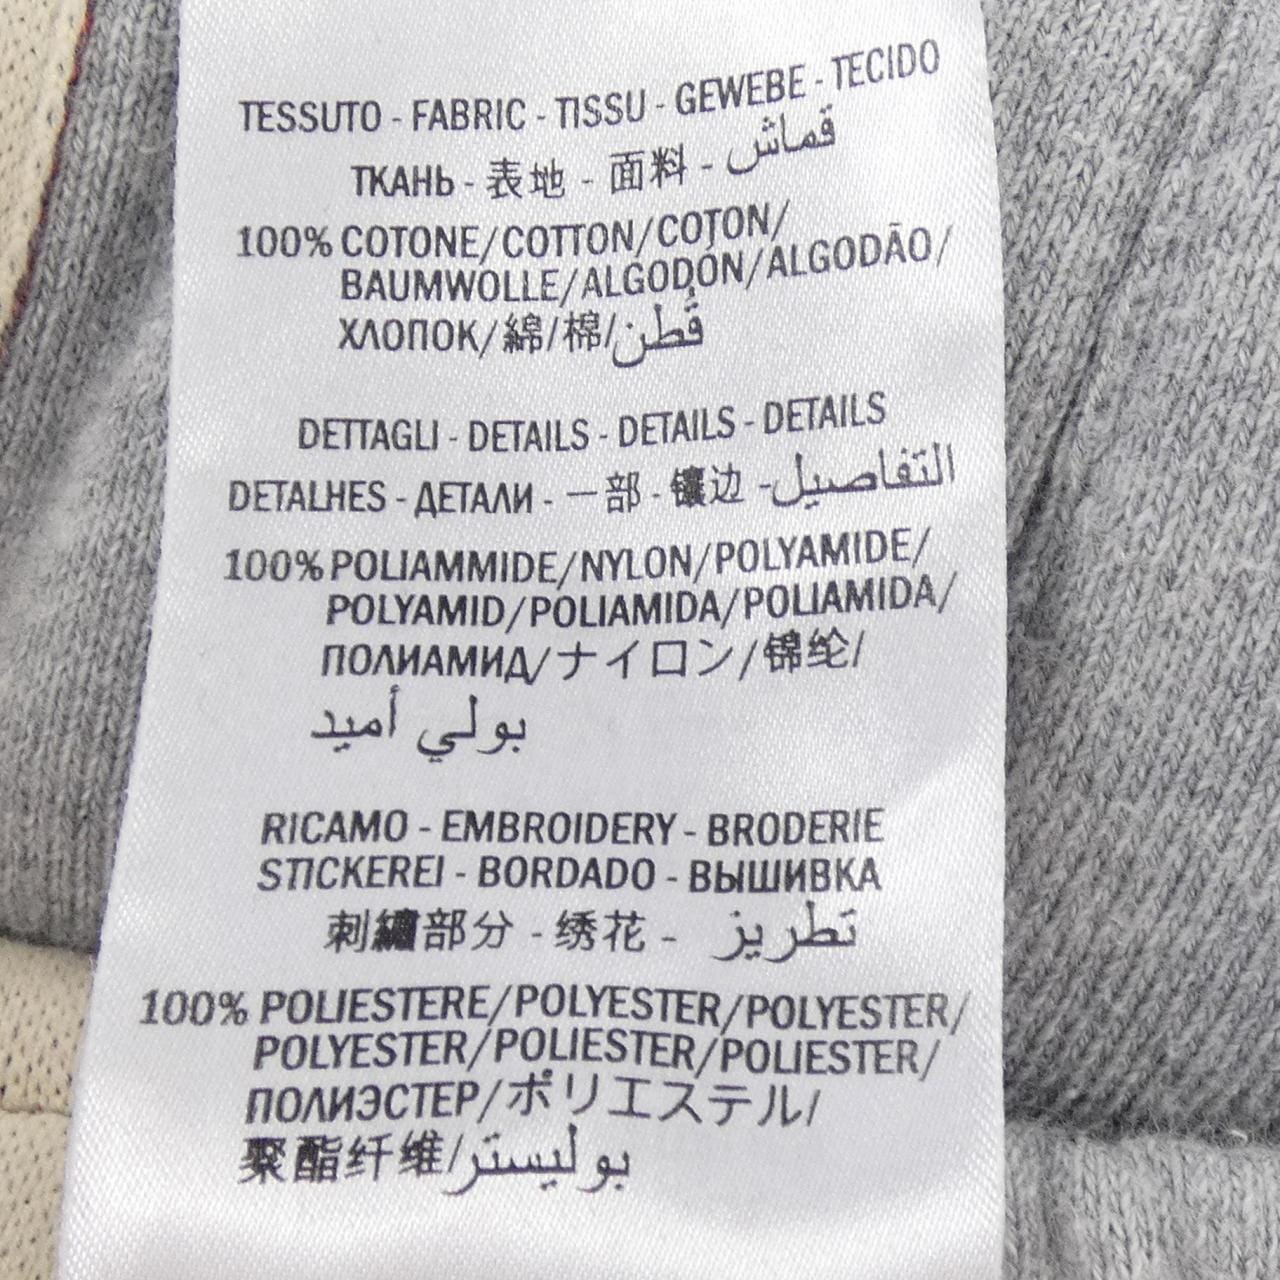 TESSUTO - FABRIC - TISSU - GEWEBE - TECIDO
ТКАНЬ - 表地 - 面料 - قماش
100% COTONE/COTTON/COTON/
BAUMWOLLE/ALGODÓN/ALGODÃO/
ХЛОПОК/綿/棉/قُطن
DETTAGLI - DETAILS - DETAILS - DETAILS
DETALHES - ДЕТАЛИ - 一部 - 镶边 - التفاصيل
100% POLIAMMIDE/NYLON/POLYAMIDE/
POLYAMID/POLIAMIDA/POLIAMIDA/
ПОЛИАМИД/ナイロン/锦纶/
بولي أميد
RICAMO - EMBROIDERY - BRODERIE
STICKEREI - BORDADO - ВЫШИВКА
刺繡部分 - 绣花 - تطريز
100% POLIESTERE/POLYESTER/POLYESTER/
POLYESTER/POLIESTER/POLIESTER/
ПОЛИЭСТЕР/ポリエステル/
聚酯纤维/بوليستر